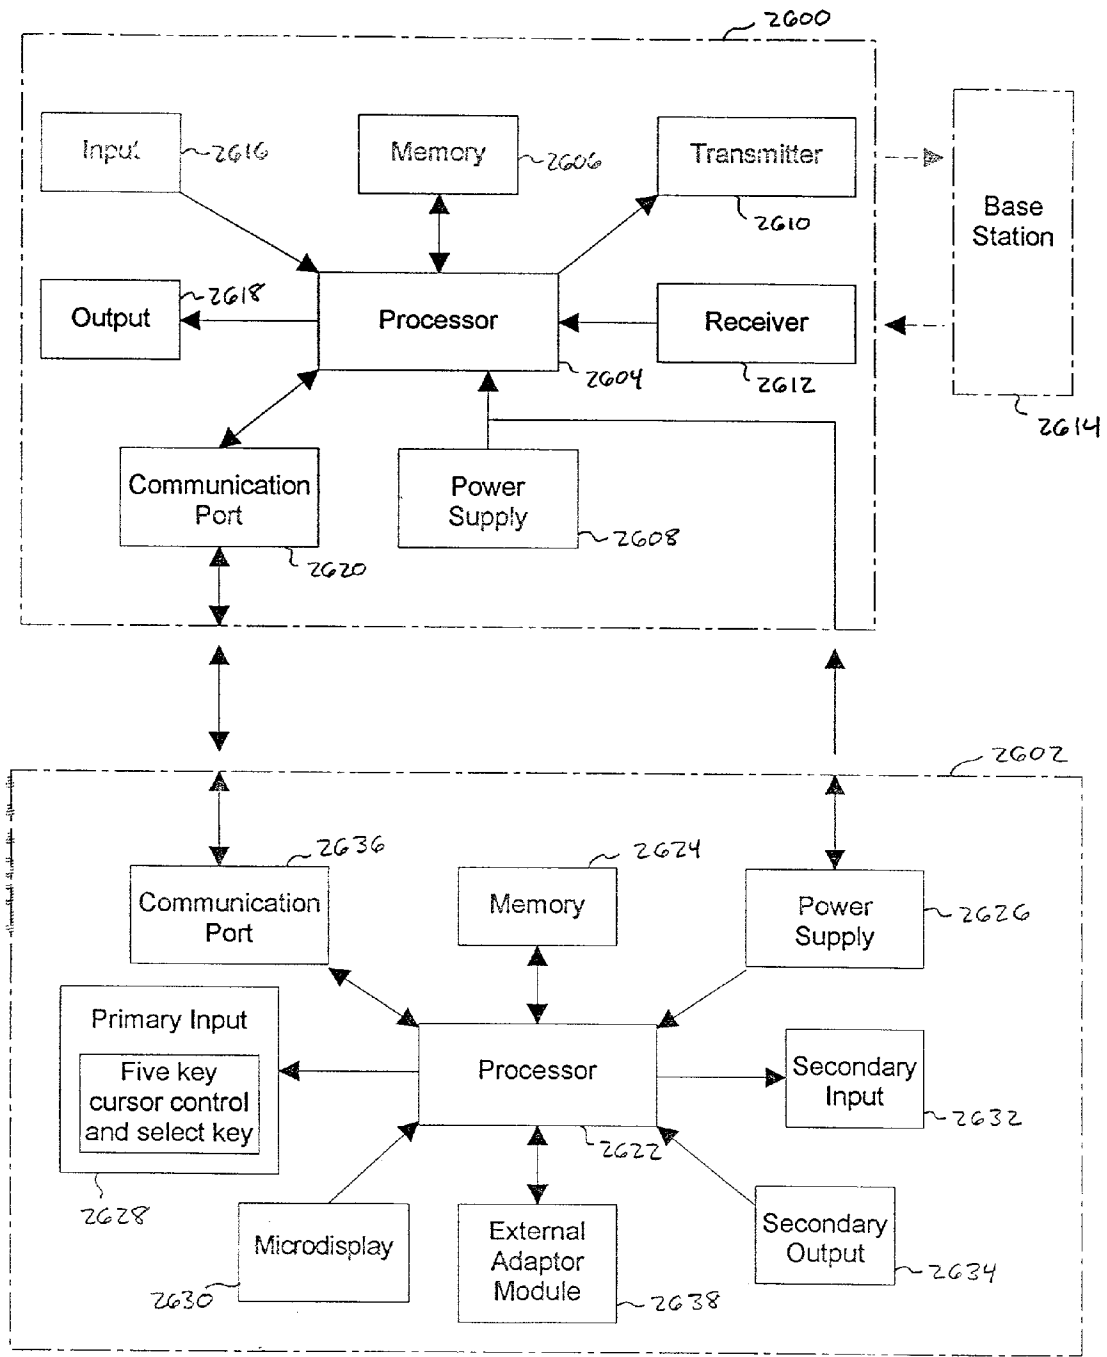 2600
Input
2616
Memory
2606
Transmitter
2610
Base
Station
2614
Output
2618
Processor
2604
Receiver
2612
Communication
Port
2620
Power
Supply
2608
2602
Communication
Port
2636
Memory
2624
Power
Supply
2626
Primary Input
Five key
cursor control
and select key
2628
Processor
2622
Secondary
Input
2632
Microdisplay
2630
External
Adaptor
Module
2638
Secondary
Output
2634